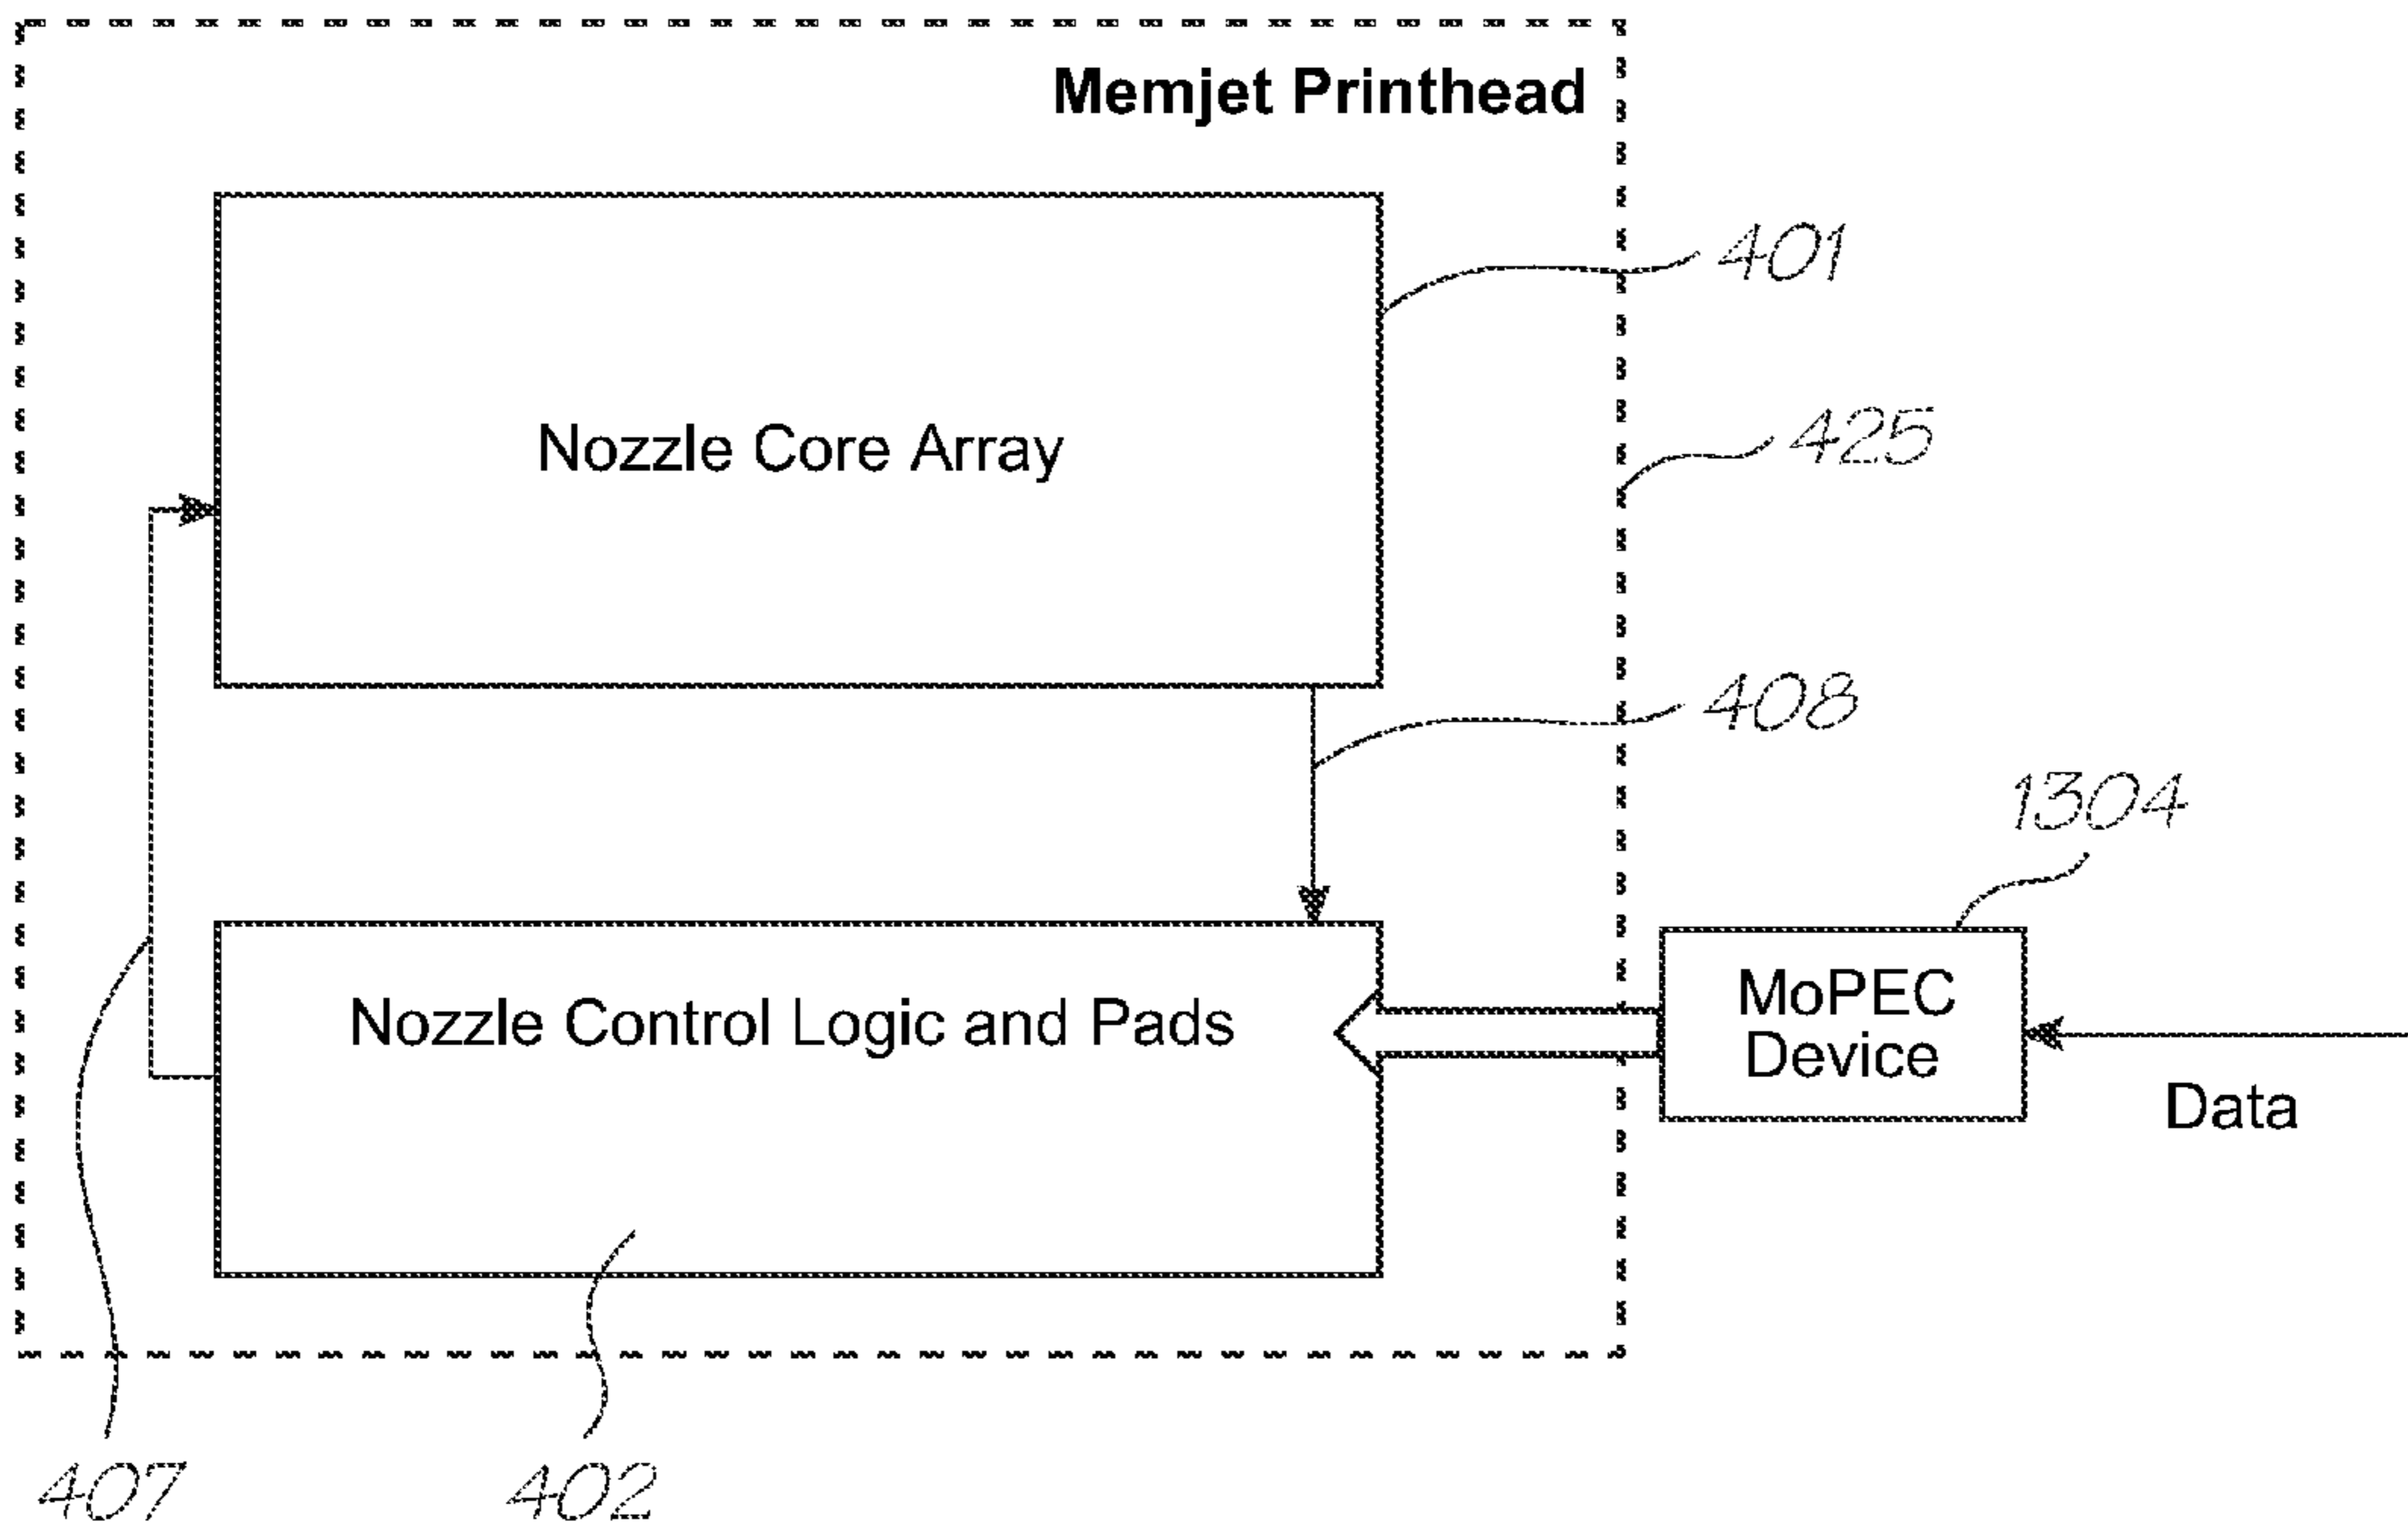 Memjet Printhead
401
Nozzle Core Array
425
408
1304
Nozzle Control Logic and Pads
MoPEC
Device
Data
407
402